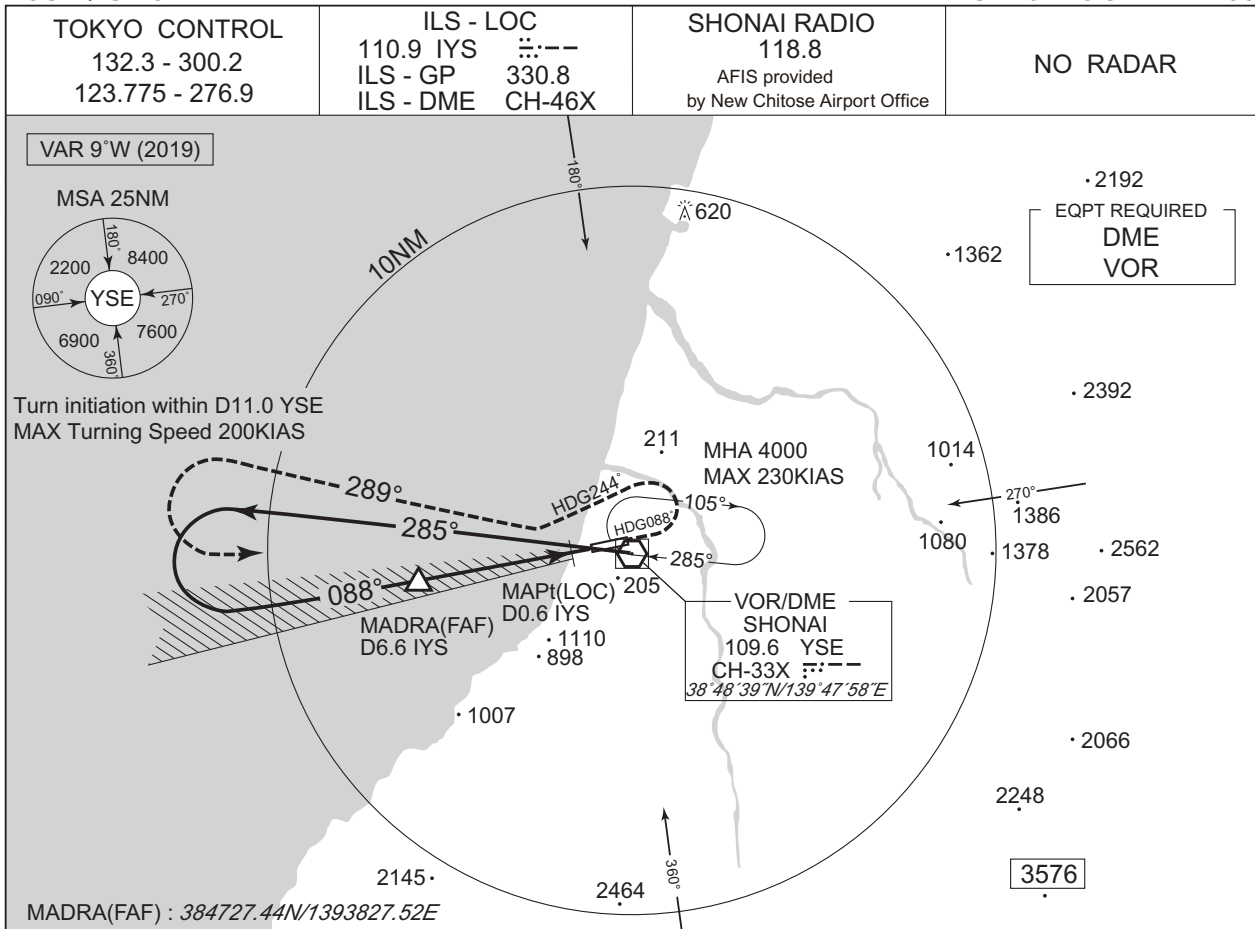 TOKYO CONTROL
132.3 - 300.2
123.775 - 276.9
ILS - LOC
110.9 IYS
ILS - GP 330.8
ILS - DME CH-46X
SHONAI RADIO
118.8
AFIS provided
by New Chitose Airport Office
NO RADAR
VAR 9°W (2019)
MSA 25NM
180°
2200
8400
090°
YSE
270°
6900
7600
360°
Turn initiation within D11.0 YSE
MAX Turning Speed 200KIAS
10NM
180°
620
2192
EQPT REQUIRED
DME
VOR
1362
2392
211
MHA 4000
MAX 230KIAS
1014
289°
HDG244°
105°
270°
1386
285°
HDG088°
285°
1080
1378
2562
088°
205
2057
MADRA(FAF)
D6.6 IYS
MAPt(LOC)
D0.6 IYS
1110
898
VOR/DME
SHONAI
109.6 YSE
CH-33X
38°48´39˝N/139°47´58˝E
1007
2066
2248
360°
3576
2145
2464
MADRA(FAF) : 384727.44N/1393827.52E